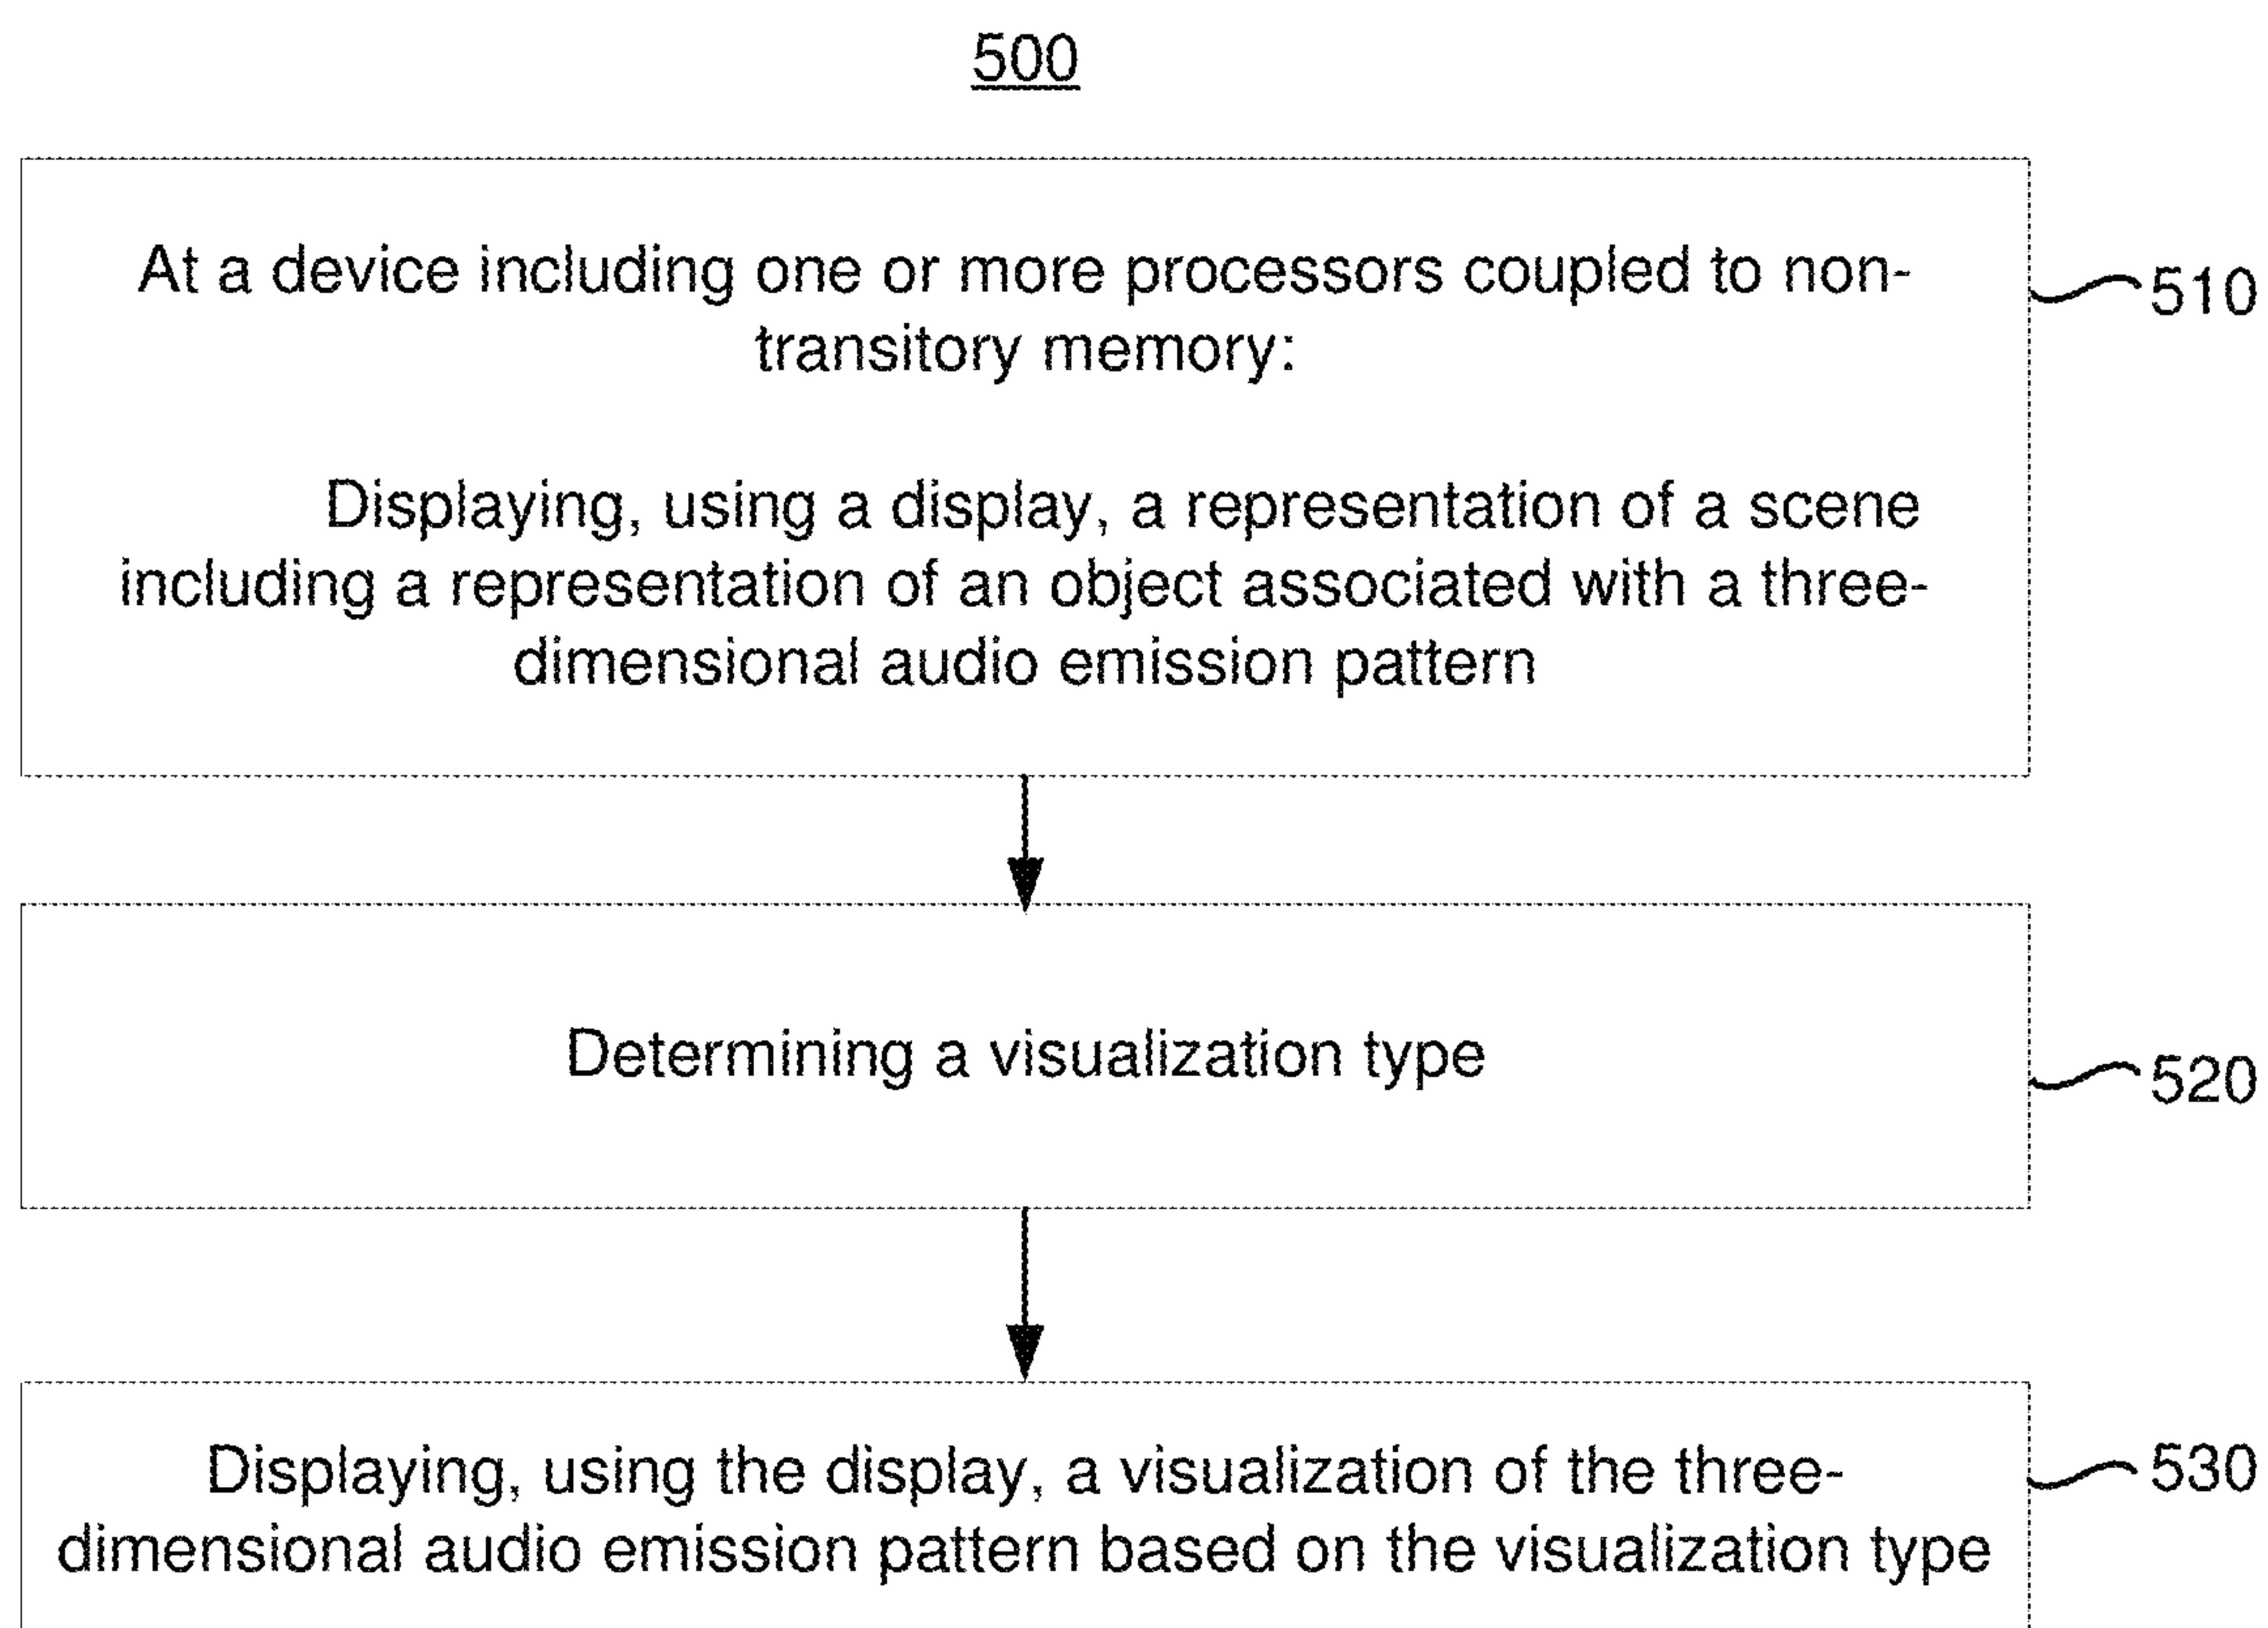 500
At a device including one or more processors coupled to non-
transitory memory:
510
Displaying, using a display, a representation of a scene
including a representation of an object associated with a three-
dimensional audio emission pattern
Determining a visualization type
520
Displaying, using the display, a visualization of the three-
530
dimensional audio emission pattern based on the visualization type